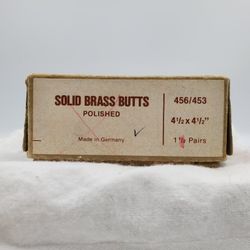 SOLID BRASS BUTTS
POLISHED
Made in Germany
456/453
4½ x 4½"
1½ Pairs